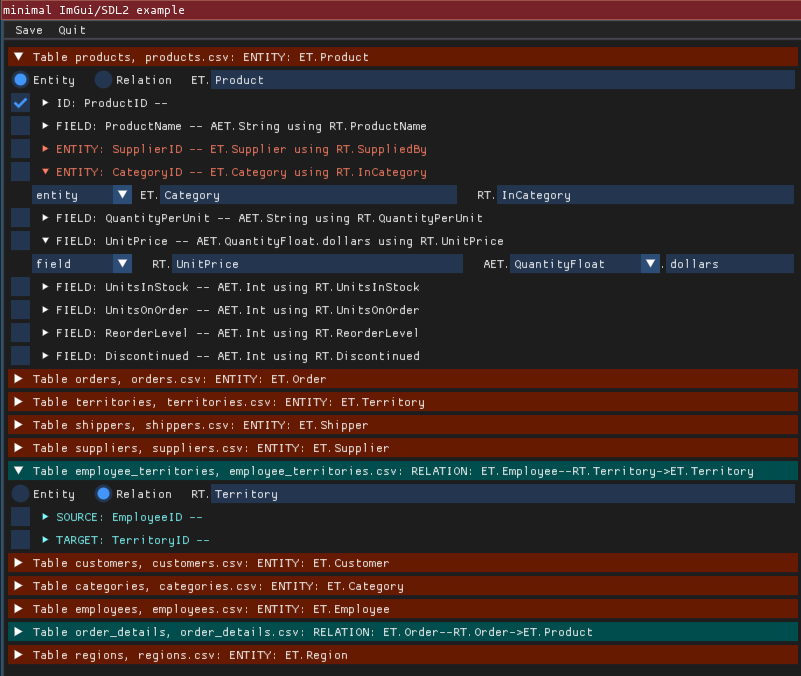 minimal ImGui/SDL2 example
Save Quit
Table products, products.csv: ENTITY: ET.Product
Entity Relation ET. Product
ID: ProductID --
FIELD: ProductName -- AET.String using RT.ProductName
ENTITY: SupplierID -- ET.Supplier using RT.SuppliedBy
ENTITY: CategoryID -- ET.Category using RT.InCategory
entity ET. Category RT. InCategory
FIELD: QuantityPerUnit -- AET.String using RT.QuantityPerUnit
FIELD: UnitPrice -- AET.QuantityFloat.dollars using RT.UnitPrice
field RT. UnitPrice AET. QuantityFloat . dollars
FIELD: UnitsInStock -- AET.Int using RT.UnitsInStock
FIELD: UnitsOnOrder -- AET.Int using RT.UnitsOnOrder
FIELD: ReorderLevel -- AET.Int using RT.ReorderLevel
FIELD: Discontinued -- AET.Int using RT.Discontinued
Table orders, orders.csv: ENTITY: ET.Order
Table territories, territories.csv: ENTITY: ET.Territory
Table shippers, shippers.csv: ENTITY: ET.Shipper
Table suppliers, suppliers.csv: ENTITY: ET.Supplier
Table employee_territories, employee_territories.csv: RELATION: ET.Employee--RT.Territory->ET.Territory
Entity Relation RT. Territory
SOURCE: EmployeeID --
TARGET: TerritoryID --
Table customers, customers.csv: ENTITY: ET.Customer
Table categories, categories.csv: ENTITY: ET.Category
Table employees, employees.csv: ENTITY: ET.Employee
Table order_details, order_details.csv: RELATION: ET.Order--RT.Order->ET.Product
Table regions, regions.csv: ENTITY: ET.Region